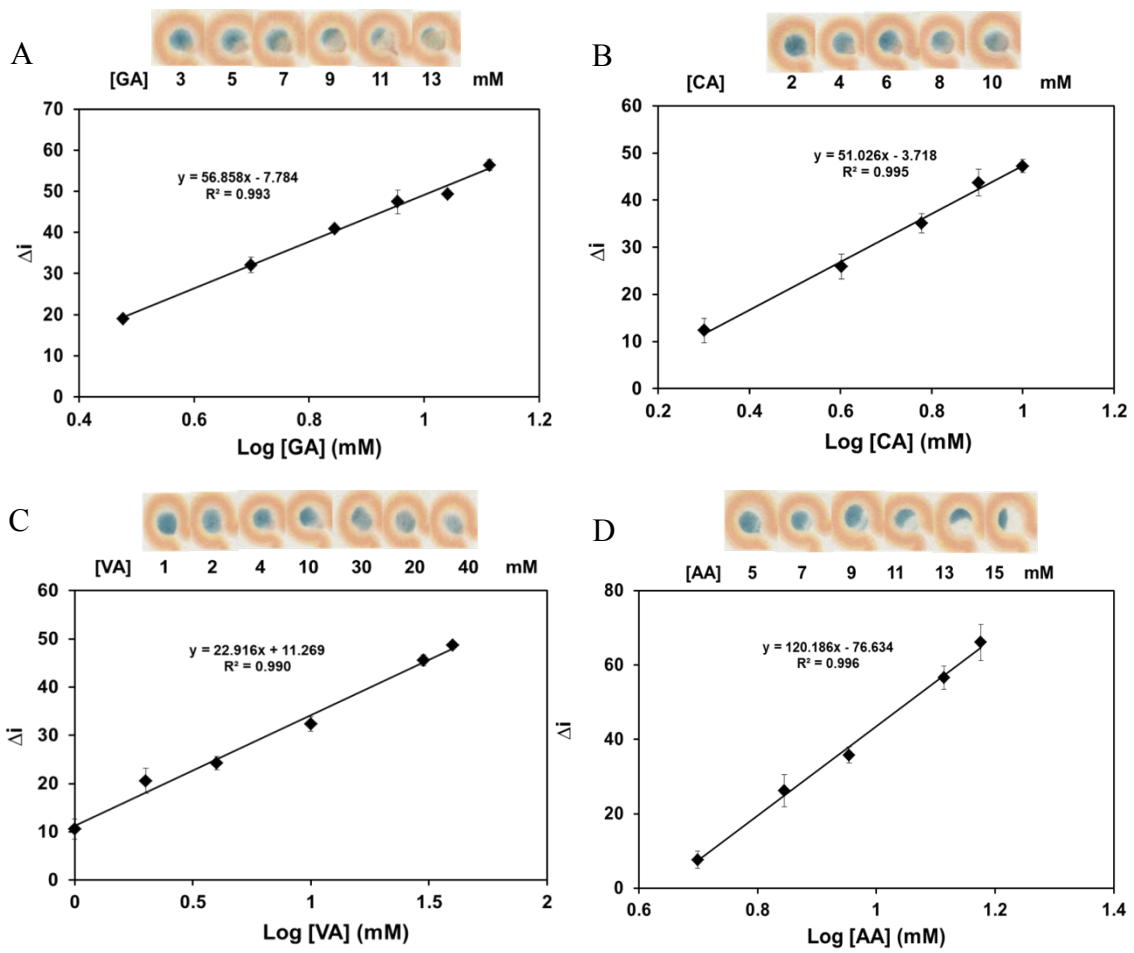 A
[GA] 3 5 7 9 11 13 mM
70
60
50
40
30
20
10
0
Δi
y = 56.858x - 7.784
R² = 0.993
0.4 0.6 0.8 1 1.2
Log [GA] (mM)
B
[CA] 2 4 6 8 10 mM
60
50
40
30
20
10
0
Δi
y = 51.026x - 3.718
R² = 0.995
0.2 0.4 0.6 0.8 1 1.2
Log [CA] (mM)
C
[VA] 1 2 4 10 30 20 40 mM
60
50
40
30
20
10
0
Δi
y = 22.916x + 11.269
R² = 0.990
0 0.5 1 1.5 2
Log [VA] (mM)
D
[AA] 5 7 9 11 13 15 mM
80
60
40
20
0
Δi
y = 120.186x - 76.634
R² = 0.996
0.6 0.8 1 1.2 1.4
Log [AA] (mM)